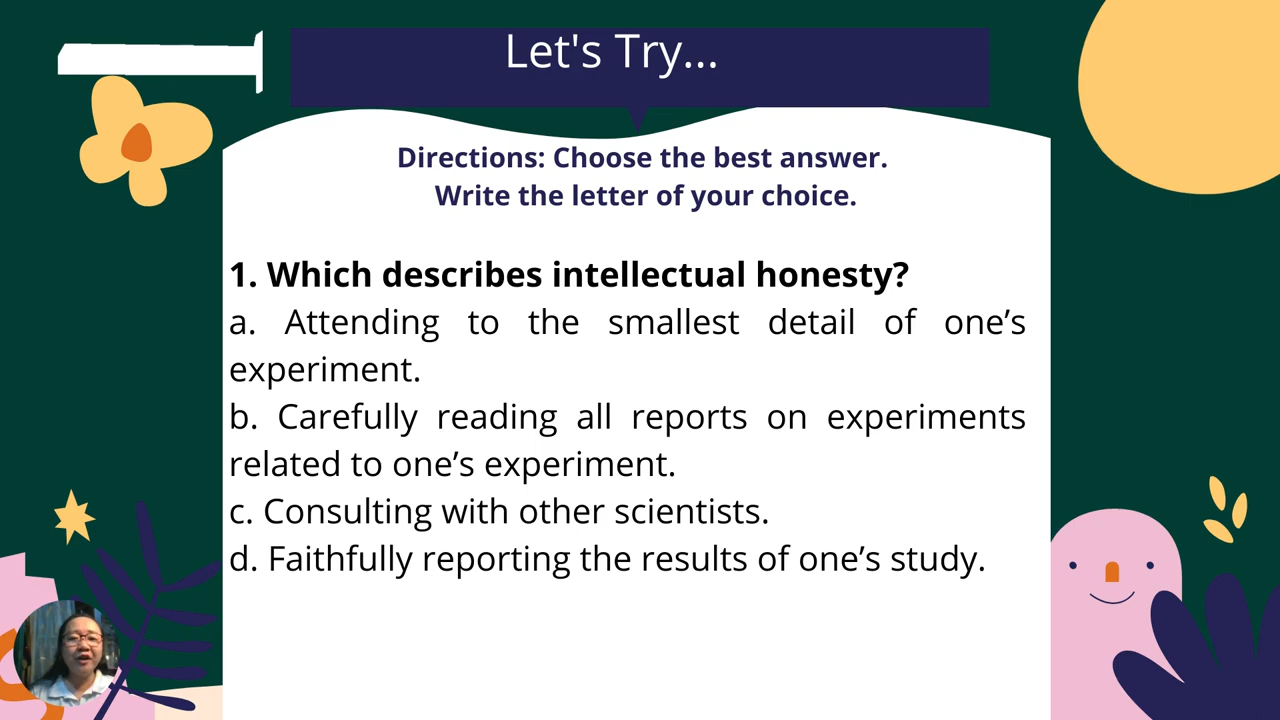 Let's Try...
Directions: Choose the best answer.
Write the letter of your choice.
1. Which describes intellectual honesty?
a. Attending to the smallest detail of one’s
experiment.
b. Carefully reading all reports on experiments
related to one’s experiment.
c. Consulting with other scientists.
d. Faithfully reporting the results of one’s study.